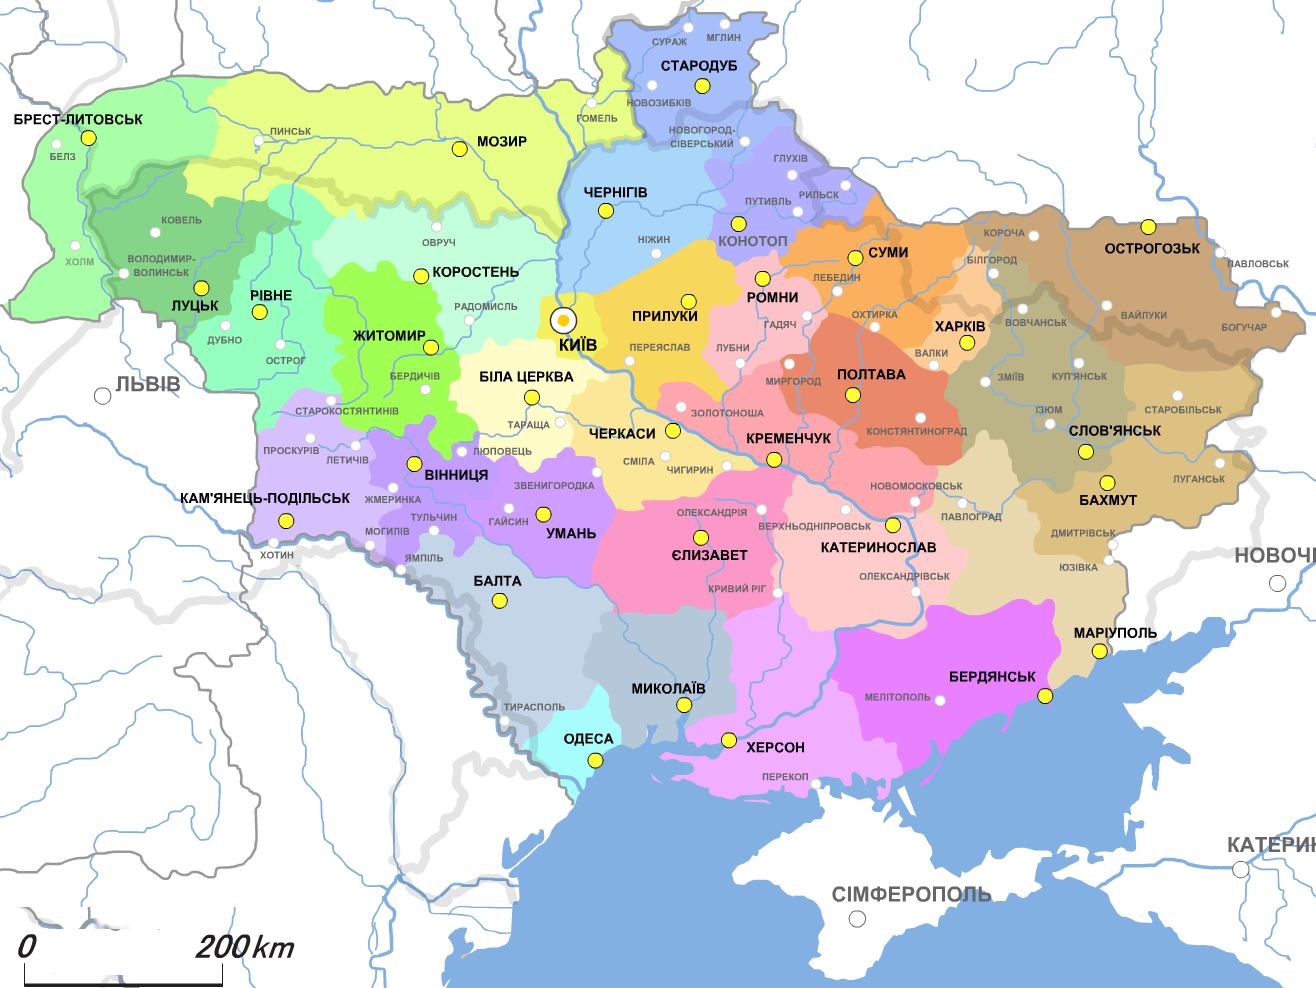 СУРАЖ
МГЛИН
СТАРОДУБ
НОВОЗИБКІВ
ГОМЕЛЬ
БРЕСТ-ЛИТОВСЬК
БЕЛЗ
ПИНСЬК
МОЗИР
НОВОГОРОД-
СІВЕРСЬКИЙ
ГЛУХІВ
ЧЕРНІГІВ
ПУТИВЛЬ
РИЛЬСК
КОВЕЛЬ
ОВРУЧ
НІЖИН
КОНОТОП
КОРОЧА
ОСТРОГОЗЬК
ХОЛМ
ВОЛОДИМИР-
ВОЛИНСЬК
СУМИ
БІЛГОРОД
ПАВЛОВСЬК
КОРОСТЕНЬ
ЛЕБЕДИН
ЛУЦЬК
РІВНЕ
РОМНИ
РАДОМИСЛЬ
ПРИЛУКИ
ГАДЯЧ
ОХТИРКА
ХАРКІВ
ВОВЧАНСЬК
ВАЙЛУКИ
БОГУЧАР
ДУБНО
ЖИТОМИР
КИЇВ
ПЕРЕЯСЛАВ
ЛУБНИ
ВАЛКИ
ОСТРОГ
БЕРДИЧІВ
БІЛА ЦЕРКВА
МИРГОРОД
ПОЛТАВА
ЗМІЇВ
КУП'ЯНСЬК
ЛЬВІВ
СТАРОКОСТЯНТИНІВ
ЗОЛОТОНОША
ІЗЮМ
СТАРОБІЛЬСЬК
ТАРАЩА
ЧЕРКАСИ
КРЕМЕНЧУК
КОНСТЯНТИНОГРАД
СЛОВ'ЯНСЬК
ПРОСКУРІВ
ЛЕТИЧІВ
ЛЮПОВЕЦЬ
СМІЛА
ЧИГИРИН
ВІННИЦЯ
ЗВЕНИГОРОДКА
НОВОМОСКОВСЬК
ЛУГАНСЬК
КАМ'ЯНЕЦЬ-ПОДІЛЬСЬК
ЖМЕРИНКА
БАХМУТ
ТУЛЬЧИН
ГАЙСИН
ОЛЕКСАНДРІЯ
ВЕРХНЬОДНІПРОВСЬК
ПАВЛОГРАД
МОГИЛІВ
УМАНЬ
КАТЕРИНОСЛАВ
ДМИТРІВСЬК
ХОТИН
ЯМПІЛЬ
ЄЛИЗАВЕТ
НОВОЧЕ
ЮЗІВКА
БАЛТА
КРИВИЙ РІГ
ОЛЕКСАНДРІВСЬК
МАРІУПОЛЬ
МИКОЛАЇВ
БЕРДЯНСЬК
МЕЛІТОПОЛЬ
ТИРАСПОЛЬ
ОДЕСА
ХЕРСОН
ПЕРЕКОП
КАТЕРИН
СІМФЕРОПОЛЬ
0 200 km